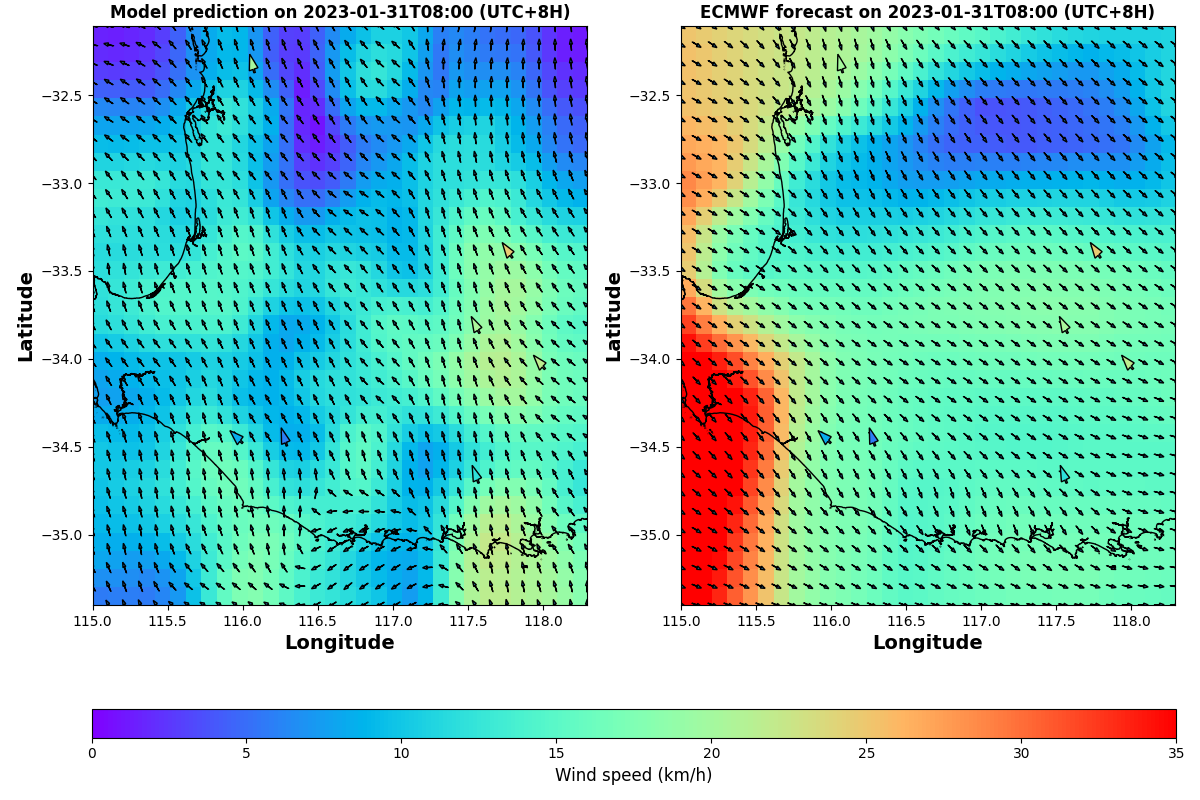 Model prediction on 2023-01-31T08:00 (UTC+8H)
ECMWF forecast on 2023-01-31T08:00 (UTC+8H)
Latitude
−32.5
−33.0
−33.5
−34.0
−34.5
−35.0
115.0 115.5 116.0 116.5 117.0 117.5 118.0
Longitude
Latitude
−32.5
−33.0
−33.5
−34.0
−34.5
−35.0
115.0 115.5 116.0 116.5 117.0 117.5 118.0
Longitude
0 5 10 15 20 25 30 35
Wind speed (km/h)